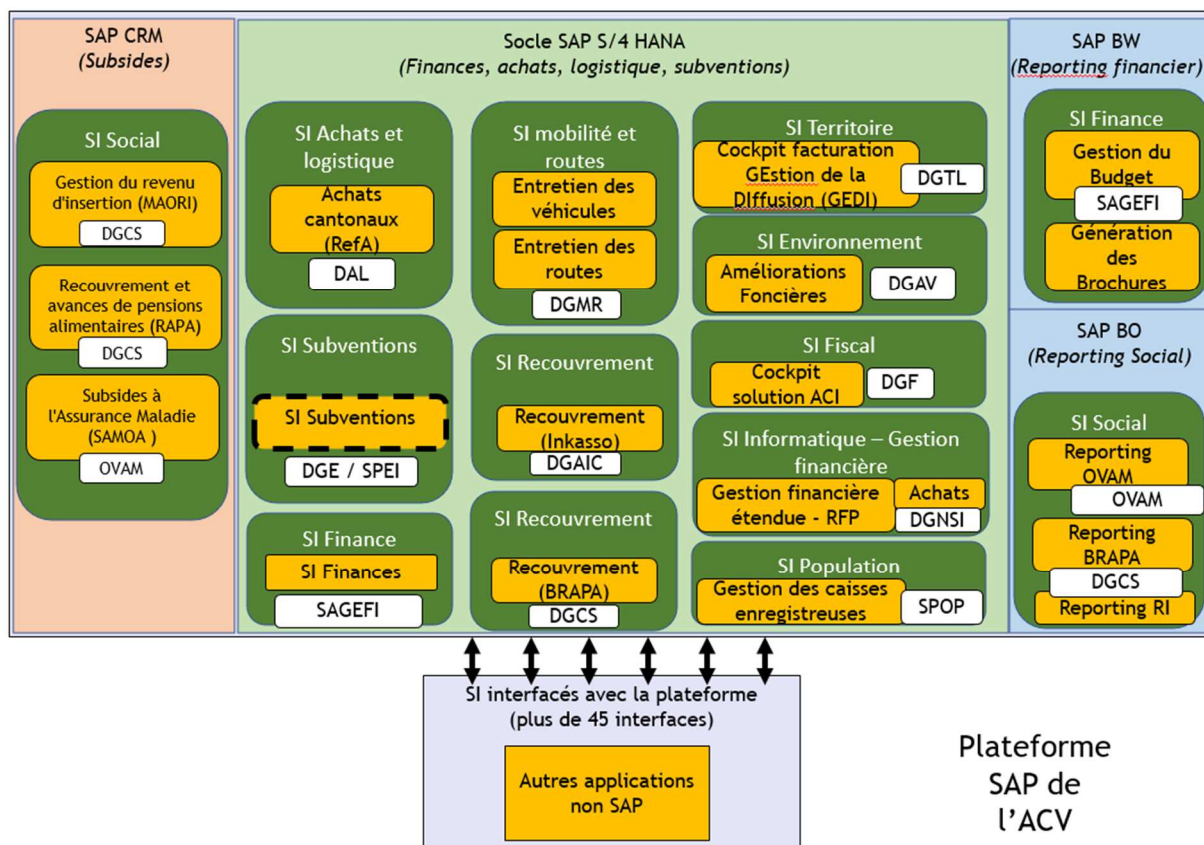 SAP CRM
(Subsides)
SI Social
Gestion du revenu
d'insertion (MAORI)
DGCS
Recouvrement et
avances de pensions
alimentaires (RAPA)
DGCS
Subsides à
l'Assurance Maladie
(SAMOA )
OVAM
Socle SAP S/4 HANA
(Finances, achats, logistique, subventions)
SI Achats et
logistique
Achats
cantonaux
(RefA)
DAL
SI Subventions
SI Subventions
DGE / SPEI
SI Finance
SI Finances
SAGEFI
SI mobilité et
routes
Entretien des
véhicules
Entretien des
routes
DGMR
SI Recouvrement
Recouvrement
(Inkasso)
DGAIC
SI Recouvrement
Recouvrement
(BRAPA)
DGCS
SI Territoire
Cockpit facturation
GEstion de la
DIffusion (GEDI)
DGTL
SI Environnement
Améliorations
Foncières
DGAV
SI Fiscal
Cockpit
solution ACI
DGF
SI Informatique – Gestion
financière
Gestion financière
étendue - RFP
Achats
DGNSI
SI Population
Gestion des caisses
enregistreuses
SPOP
SAP BW
(Reporting financier)
SI Finance
Gestion du
Budget
SAGEFI
Génération
des
Brochures
SAP BO
(Reporting Social)
SI Social
Reporting
OVAM
OVAM
Reporting
BRAPA
DGCS
Reporting RI
SI interfacés avec la plateforme
(plus de 45 interfaces)
Autres applications
non SAP
Plateforme
SAP de
l'ACV